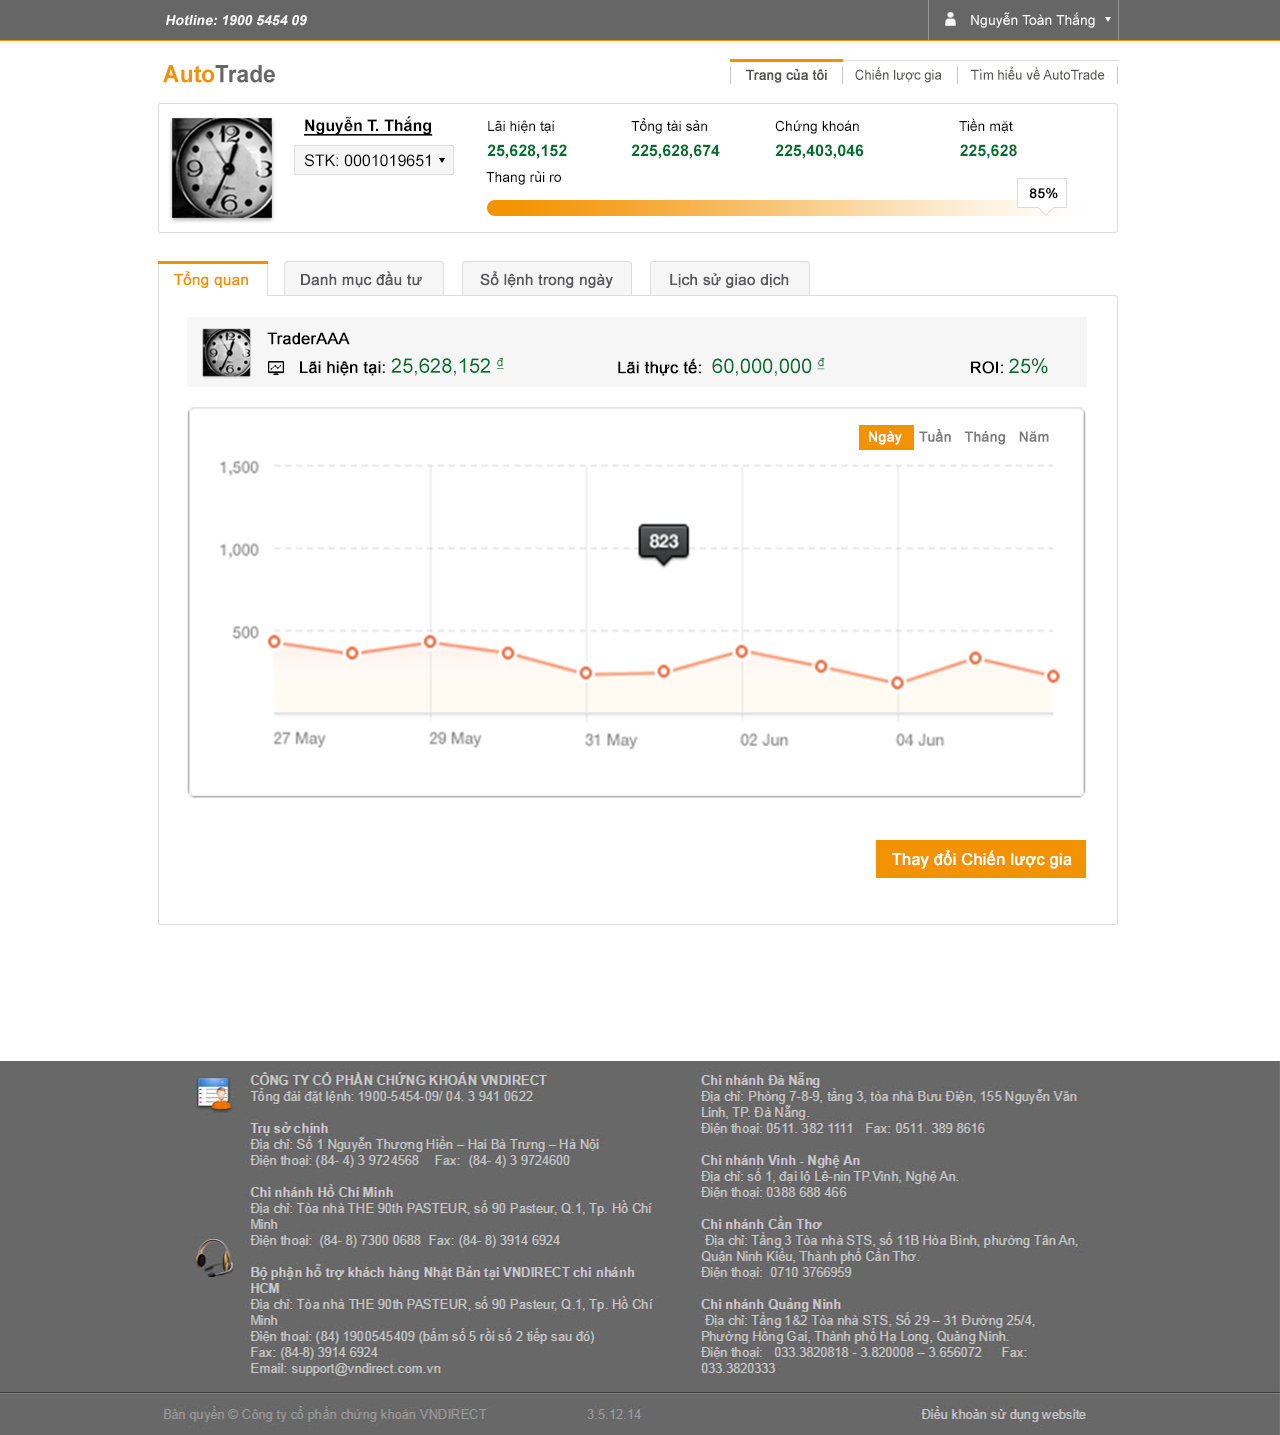 Hotline: 1900 5454 09
Nguyễn Toàn Thắng
AutoTrade
Trang của tôi
Chiến lược gia
Tìm hiểu về AutoTrade
Nguyễn T. Thắng
STK: 0001019651
Lãi hiện tại
Tổng tài sản
Chứng khoán
Tiền mặt
25,628,152
225,628,674
225,403,046
225,628
Thang rủi ro
85%
Tổng quan
Danh mục đầu tư
Sổ lệnh trong ngày
Lịch sử giao dịch
TraderAAA
Lãi hiện tại: 25,628,152 đ
Lãi thực tế: 60,000,000 đ
ROI: 25%
Ngày
Tuần
Tháng
Năm
1,500
1,000
823
500
27 May
29 May
31 May
02 Jun
04 Jun
Thay đổi Chiến lược gia
CÔNG TY CỔ PHẦN CHỨNG KHOÁN VNDIRECT
Tổng đài đặt lệnh: 1900-5454-09/ 04. 3 941 0622
Trụ sở chính
Địa chỉ: Số 1 Nguyễn Thượng Hiền – Hai Bà Trưng – Hà Nội
Điện thoại: (84- 4) 3 9724568 Fax: (84- 4) 3 9724600
Chi nhánh Hồ Chí Minh
Địa chỉ: Tòa nhà THE 90th PASTEUR, số 90 Pasteur, Q.1, Tp. Hồ Chí
Minh
Điện thoại: (84- 8) 7300 0688 Fax: (84- 8) 3914 6924
Bộ phận hỗ trợ khách hàng Nhật Bản tại VNDIRECT chi nhánh
HCM
Địa chỉ: Tòa nhà THE 90th PASTEUR, số 90 Pasteur, Q.1, Tp. Hồ Chí
Minh
Điện thoại: (84) 1900545409 (bấm số 5 rồi số 2 tiếp sau đó)
Fax: (84-8) 3914 6924
Email: support@vndirect.com.vn
Chi nhánh Đà Nẵng
Địa chỉ: Phòng 7-8-9, tầng 3, tòa nhà Bưu Điện, 155 Nguyễn Văn
Linh, TP. Đà Nẵng.
Điện thoại: 0511. 382 1111 Fax: 0511. 389 8616
Chi nhánh Vinh - Nghệ An
Địa chỉ: số 1, đại lộ Lê-nin TP.Vinh, Nghệ An.
Điện thoại: 0388 688 466
Chi nhánh Cần Thơ
Địa chỉ: Tầng 3 Tòa nhà STS, số 11B Hòa Bình, phường Tân An,
Quận Ninh Kiều, Thành phố Cần Thơ.
Điện thoại: 0710 3766959
Chi nhánh Quảng Ninh
Địa chỉ: Tầng 1&2 Tòa nhà STS, Số 29 – 31 Đường 25/4,
Phường Hồng Gai, Thành phố Hạ Long, Quảng Ninh.
Điện thoại: 033.3820818 - 3.820008 – 3.656072 Fax:
033.3820333
Bản quyền © Công ty cổ phần chứng khoán VNDIRECT
3.5.12.14
Điều khoản sử dụng website